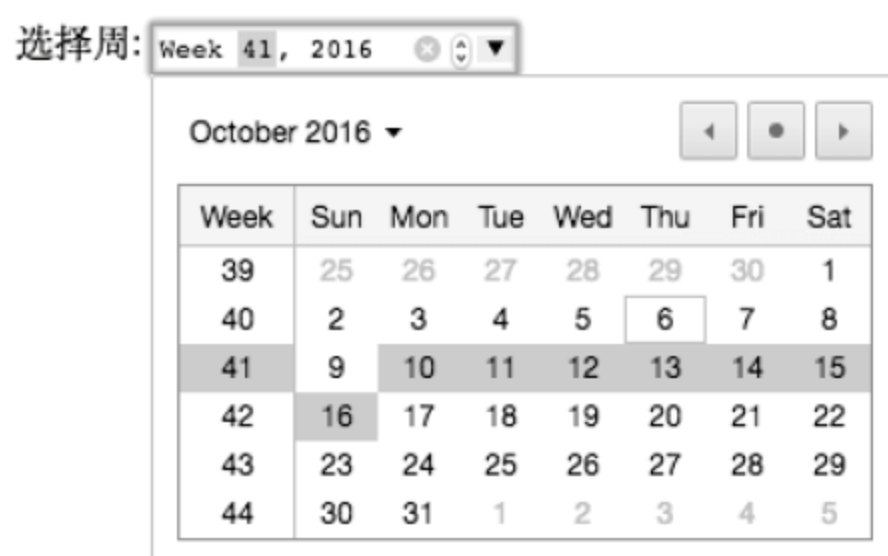 选择周: Week 41, 2016
October 2016
Week Sun Mon Tue Wed Thu Fri Sat
39 25 26 27 28 29 30 1
40 2 3 4 5 6 7 8
41 9 10 11 12 13 14 15
42 16 17 18 19 20 21 22
43 23 24 25 26 27 28 29
44 30 31 1 2 3 4 5